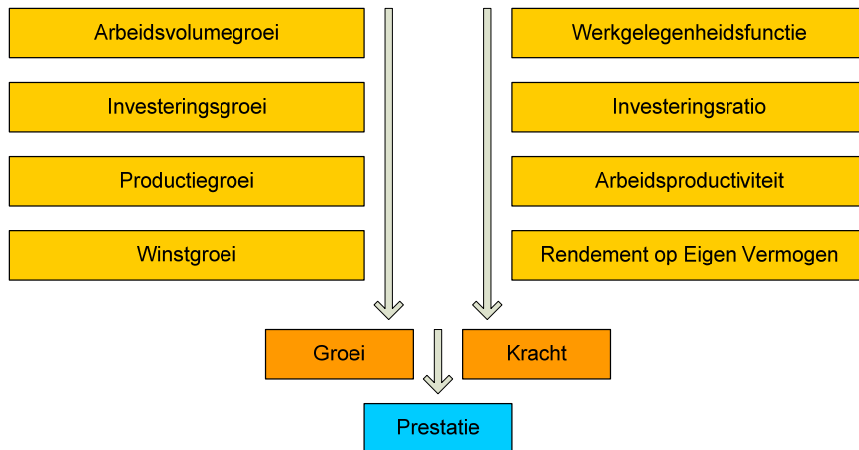 Arbeidsvolumegroei
Werkgelegenheidsfunctie
Investeringsgroei
Investeringsratio
Productiegroei
Arbeidsproductiviteit
Winstgroei
Rendement op Eigen Vermogen
Groei
Kracht
Prestatie